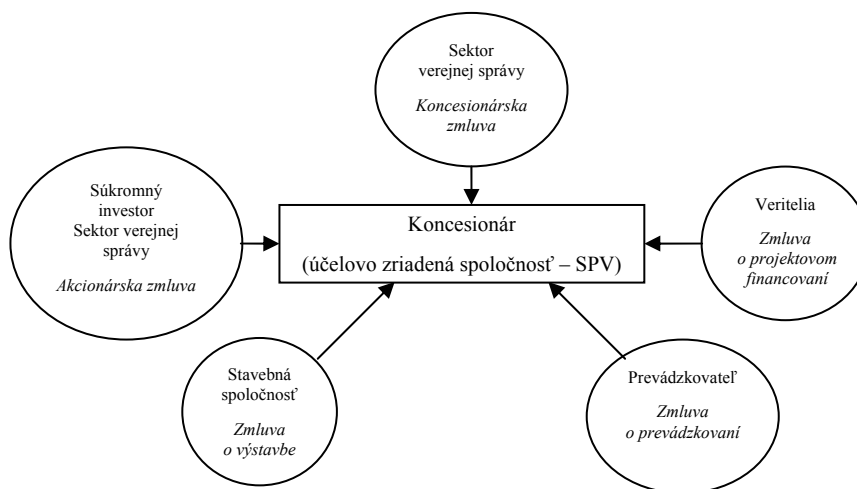 Sektor
verejnej správy
Koncesionárska
zmluva
Súkromný
investor
Sektor verejnej
správy
Akcionárska zmluva
Koncesionár
(účelovo zriadená spoločnosť – SPV)
Veritelia
Zmluva
o projektovom
financovaní
Stavebná
spoločnosť
Zmluva
o výstavbe
Prevádzkovateľ
Zmluva
o prevádzkovaní